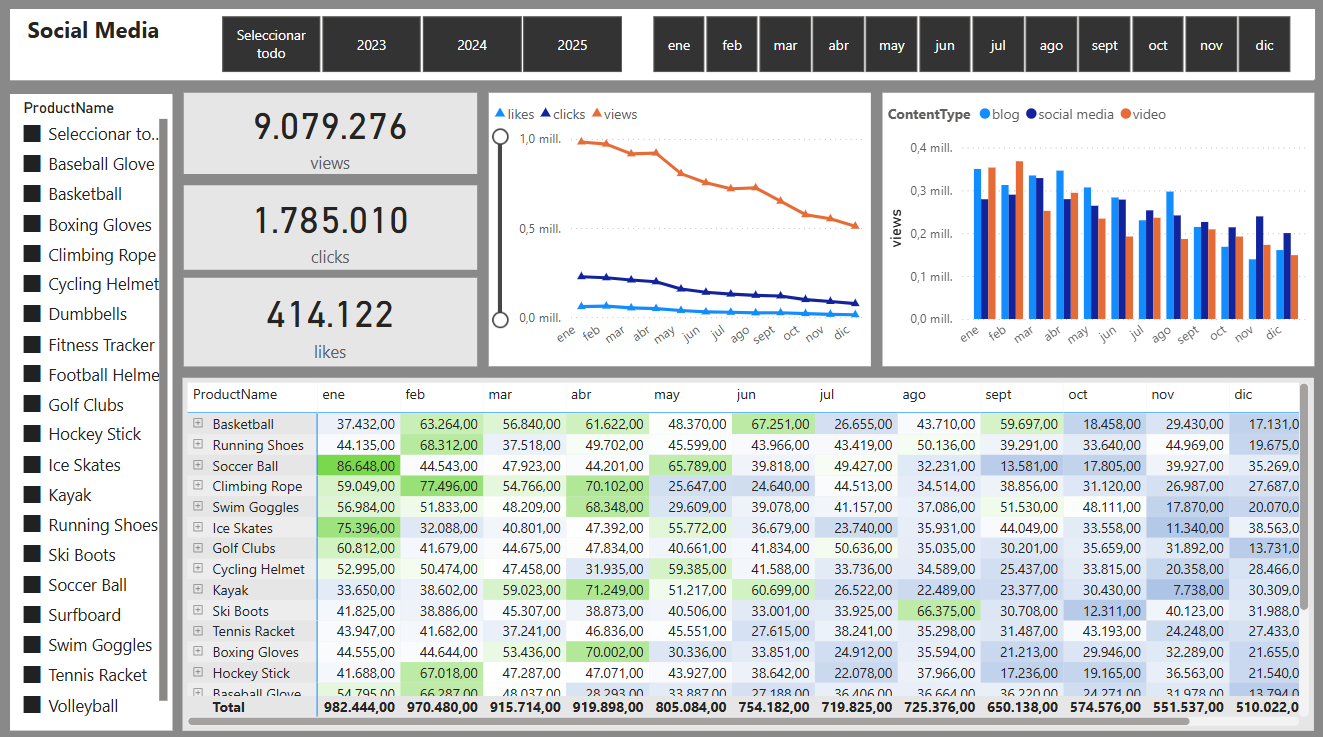 Social Media
Seleccionar todo 2023 2024 2025 ene feb mar abr may jun jul ago sept oct nov dic
ProductName
Seleccionar to...
Baseball Glove
Basketball
Boxing Gloves
Climbing Rope
Cycling Helmet
Dumbbells
Fitness Tracker
Football Helme
Golf Clubs
Hockey Stick
Ice Skates
Kayak
Running Shoes
Ski Boots
Soccer Ball
Surfboard
Swim Goggles
Tennis Racket
Volleyball
9.079.276
views
1.785.010
clicks
414.122
likes
likes clicks views
1,0 mill.
0,5 mill.
0,0 mill.
ene feb mar abr may jun jul ago sept oct nov dic
ContentType blog social media video
views
0,4 mill.
0,3 mill.
0,2 mill.
0,1 mill.
0,0 mill.
ene feb mar abr may jun jul ago sept oct nov dic
ProductName ene feb mar abr may jun jul ago sept oct nov dic
Basketball 37.432,00 63.264,00 56.840,00 61.622,00 48.370,00 67.251,00 26.655,00 43.710,00 59.697,00 18.458,00 29.430,00 17.131,0
Running Shoes 44.135,00 68.312,00 37.518,00 49.702,00 45.599,00 43.966,00 43.419,00 50.136,00 39.291,00 33.640,00 44.969,00 19.675,0
Soccer Ball 86.648,00 44.543,00 47.923,00 44.201,00 65.789,00 39.818,00 49.427,00 32.231,00 13.581,00 17.805,00 39.927,00 35.269,0
Climbing Rope 59.049,00 77.496,00 54.766,00 70.102,00 25.647,00 24.640,00 44.513,00 34.514,00 38.856,00 31.120,00 26.987,00 27.687,0
Swim Goggles 56.984,00 51.833,00 48.209,00 68.348,00 29.609,00 39.078,00 41.157,00 37.086,00 51.530,00 48.111,00 17.870,00 20.070,0
Ice Skates 75.396,00 32.088,00 40.801,00 47.392,00 55.772,00 36.679,00 23.740,00 35.931,00 44.049,00 33.558,00 11.340,00 38.563,0
Golf Clubs 60.812,00 41.679,00 44.675,00 47.834,00 40.661,00 41.834,00 50.636,00 35.035,00 30.201,00 35.659,00 31.892,00 13.731,0
Cycling Helmet 52.995,00 50.474,00 47.458,00 31.935,00 59.385,00 41.588,00 33.736,00 34.589,00 25.437,00 33.815,00 20.358,00 28.466,0
Kayak 33.650,00 38.602,00 59.023,00 71.249,00 51.217,00 60.699,00 26.522,00 22.489,00 23.377,00 30.430,00 7.738,00 30.309,0
Ski Boots 41.825,00 38.886,00 45.307,00 38.873,00 40.506,00 33.001,00 33.925,00 66.375,00 30.708,00 12.311,00 40.123,00 31.988,0
Tennis Racket 43.947,00 41.682,00 37.241,00 46.836,00 45.551,00 27.615,00 38.241,00 35.298,00 31.487,00 43.193,00 24.248,00 27.433,0
Boxing Gloves 44.555,00 44.644,00 53.436,00 70.002,00 30.336,00 33.851,00 24.912,00 35.594,00 21.213,00 29.946,00 32.289,00 21.655,0
Hockey Stick 41.688,00 67.018,00 47.287,00 47.071,00 43.927,00 38.642,00 22.078,00 37.966,00 17.236,00 19.165,00 36.563,00 21.540,0
Baseball Glove 54.795,00 66.287,00 48.037,00 28.293,00 33.887,00 27.188,00 36.406,00 36.664,00 36.220,00 24.271,00 31.978,00 13.794,0
Total 982.444,00 970.480,00 915.714,00 919.898,00 805.084,00 754.182,00 719.825,00 725.376,00 650.138,00 574.576,00 551.537,00 510.022,0